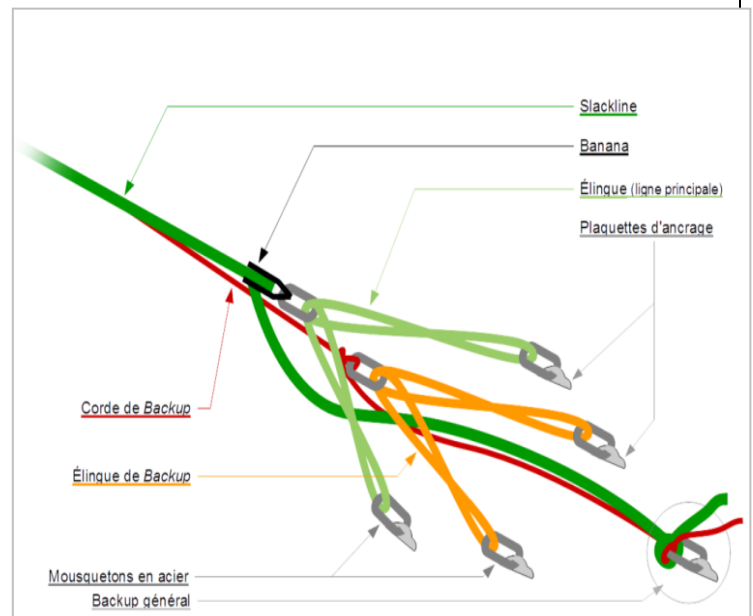 Slackline
Banana
Élingue (ligne principale)
Plaquettes d'ancrage
Corde de Backup
Élingue de Backup
Mousquetons en acier
Backup général